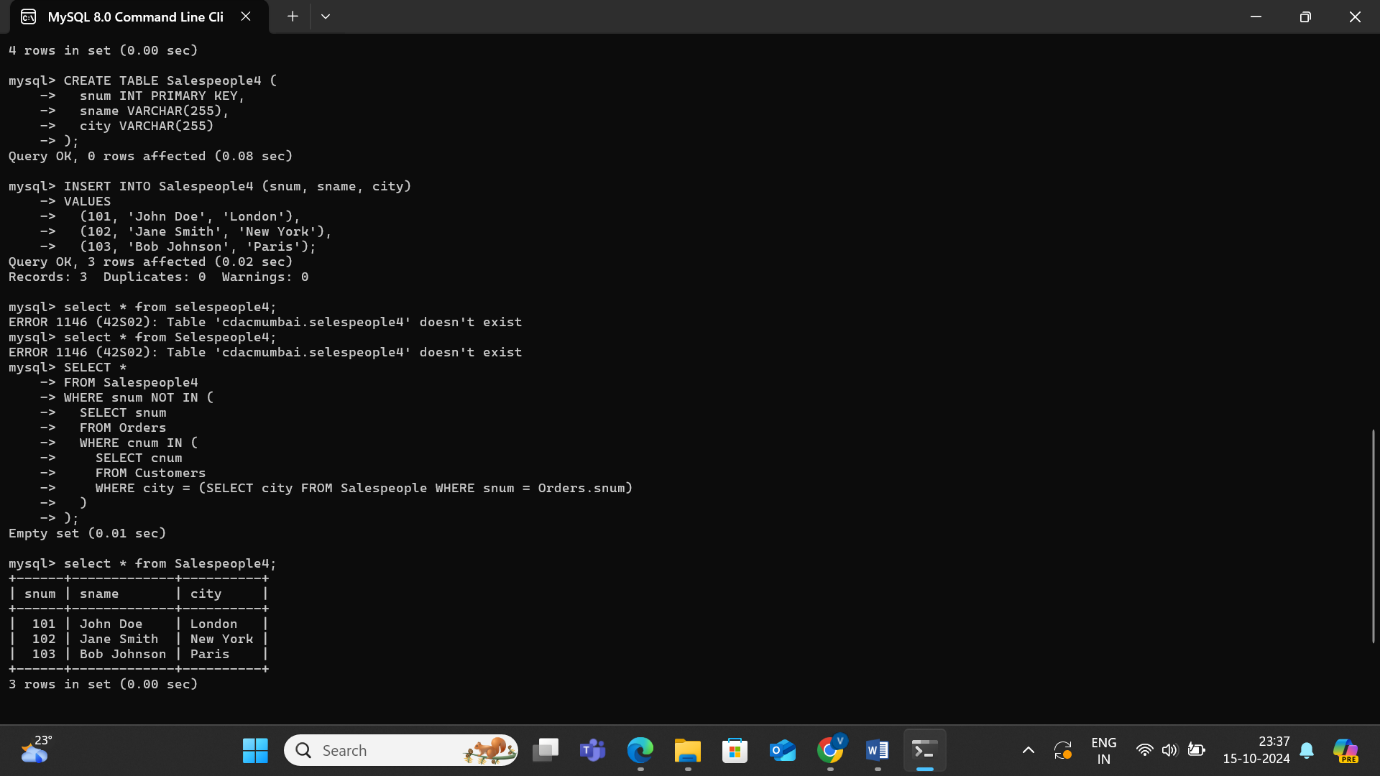 MySQL 8.0 Command Line Cli
4 rows in set (0.00 sec)
mysql> CREATE TABLE Salespeople4 (
    ->   snum INT PRIMARY KEY,
    ->   sname VARCHAR(255),
    ->   city VARCHAR(255)
    -> );
Query OK, 0 rows affected (0.08 sec)
mysql> INSERT INTO Salespeople4 (snum, sname, city)
    -> VALUES
    ->   (101, 'John Doe', 'London'),
    ->   (102, 'Jane Smith', 'New York'),
    ->   (103, 'Bob Johnson', 'Paris');
Query OK, 3 rows affected (0.02 sec)
Records: 3  Duplicates: 0  Warnings: 0
mysql> select * from selespeople4;
ERROR 1146 (42S02): Table 'cdacmumbai.selespeople4' doesn't exist
mysql> select * from Selespeople4;
ERROR 1146 (42S02): Table 'cdacmumbai.selespeople4' doesn't exist
mysql> SELECT *
    -> FROM Salespeople4
    -> WHERE snum NOT IN (
    ->   SELECT snum
    ->   FROM Orders
    ->   WHERE cnum IN (
    ->     SELECT cnum
    ->     FROM Customers
    ->     WHERE city = (SELECT city FROM Salespeople WHERE snum = Orders.snum)
    ->   )
    -> );
Empty set (0.01 sec)
mysql> select * from Salespeople4;
+------+-------------+----------+
| snum | sname       | city     |
+------+-------------+----------+
|  101 | John Doe    | London   |
|  102 | Jane Smith  | New York |
|  103 | Bob Johnson | Paris    |
+------+-------------+----------+
3 rows in set (0.00 sec)
23°
Search
ENG
IN
23:37
15-10-2024
PRE